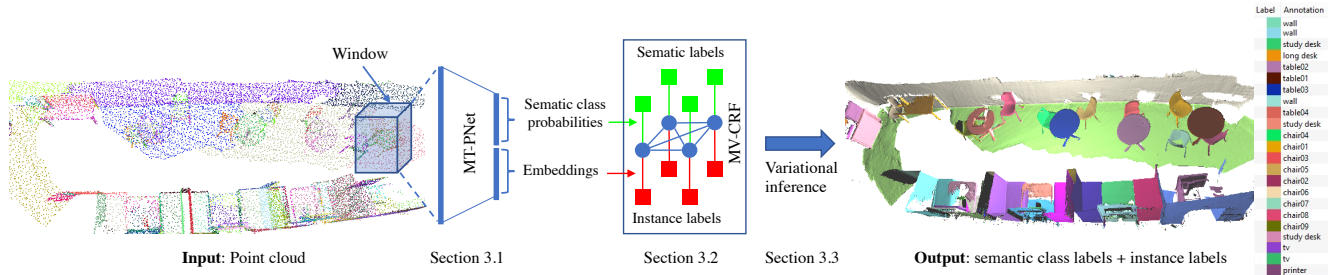 Window
MT-PNet
Sematic class
probabilities
Embeddings
Sematic labels
MV-CRF
Instance labels
Variational
inference
Input: Point cloud
Section 3.1
Section 3.2
Section 3.3
Output: semantic class labels + instance labels
Label Annotation
wall
wall
study desk
long desk
table02
table01
table03
wall
table04
study desk
chair04
chair01
chair03
chair05
chair02
chair06
chair07
chair08
chair09
study desk
tv
tv
printer